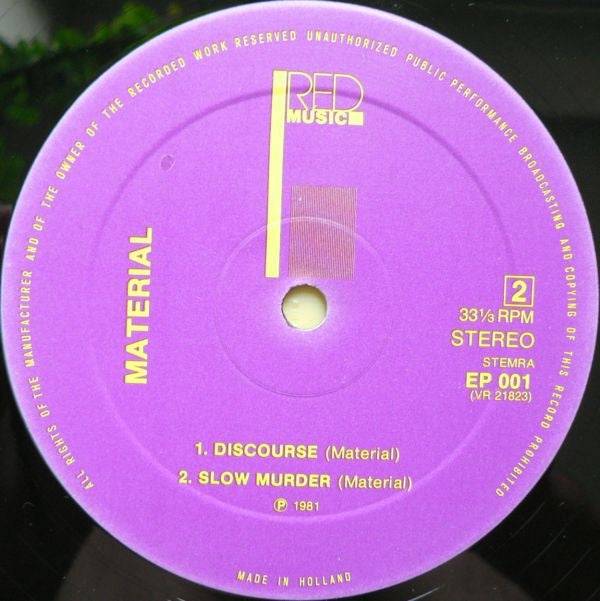 ALL RIGHTS OF THE MANUFACTURER AND OF THE OWNER OF THE RECORDED WORK RESERVED UNAUTHORIZED PUBLIC PERFORMANCE BROADCASTING AND COPYING OF THIS RECORD PROHIBITED
RED
MUSIC
MATERIAL
2
33⅓ RPM
STEREO
STEMRA
EP 001
(VR 21823)
1. DISCOURSE (Material)
2. SLOW MURDER (Material)
℗ 1981
MADE IN HOLLAND